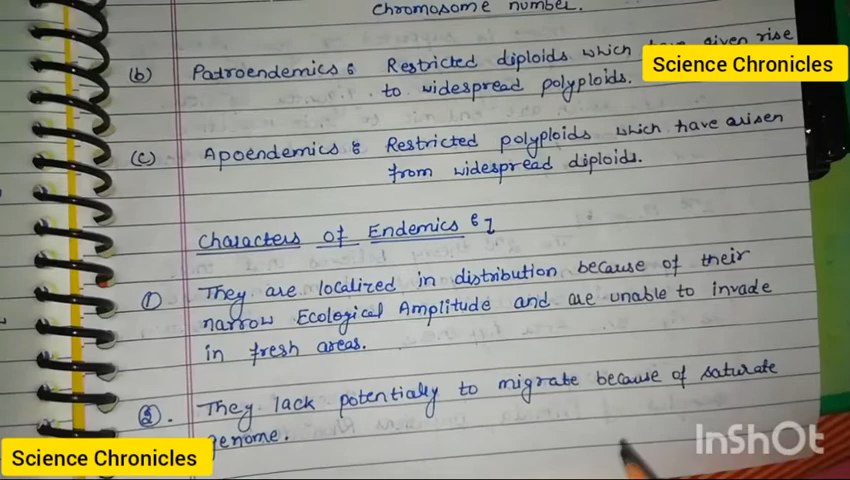 Chromosome number.
(b) Patroendemics : Restricted diploids which have given rise
Science Chronicles
to widespread polyploids.
(c) Apoendemics : Restricted polyploids which have arisen
from widespread diploids.
Characters of Endemics :-
① They are localized in distribution because of their
narrow Ecological Amplitude and are unable to invade
in fresh areas.
②. They lack potentially to migrate because of saturate
genome.
InShOt
Science Chronicles